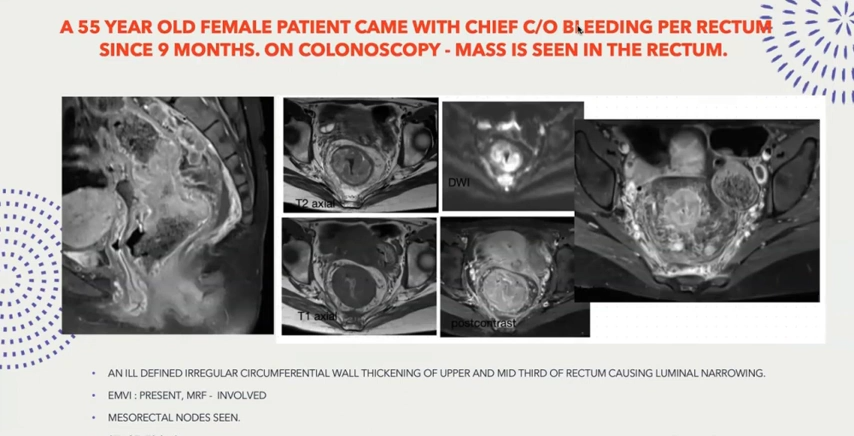 A 55 YEAR OLD FEMALE PATIENT CAME WITH CHIEF C/O BLEEDING PER RECTUM
SINCE 9 MONTHS. ON COLONOSCOPY - MASS IS SEEN IN THE RECTUM.
T2 axial
DWI
T1 axial
postcontrast
• AN ILL DEFINED IRREGULAR CIRCUMFERENTIAL WALL THICKENING OF UPPER AND MID THIRD OF RECTUM CAUSING LUMINAL NARROWING.
• EMVI : PRESENT, MRF - INVOLVED
• MESORECTAL NODES SEEN.